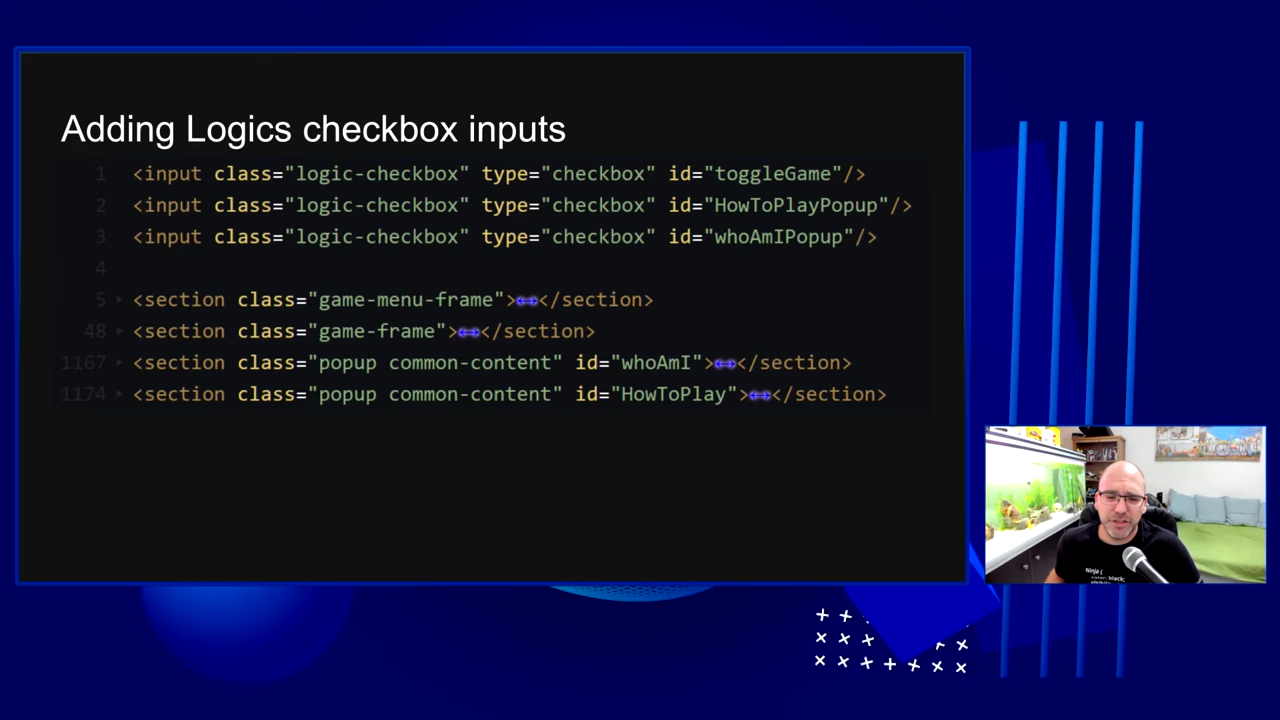 Adding Logics checkbox inputs
1 <input class="logic-checkbox" type="checkbox" id="toggleGame"/>
2 <input class="logic-checkbox" type="checkbox" id="HowToPlayPopup"/>
3 <input class="logic-checkbox" type="checkbox" id="whoAmIPopup"/>
4
5 <section class="game-menu-frame">↔</section>
48 <section class="game-frame">↔</section>
1167 <section class="popup common-content" id="whoAmI">↔</section>
1174 <section class="popup common-content" id="HowToPlay">↔</section>
Ninja {
color: black;